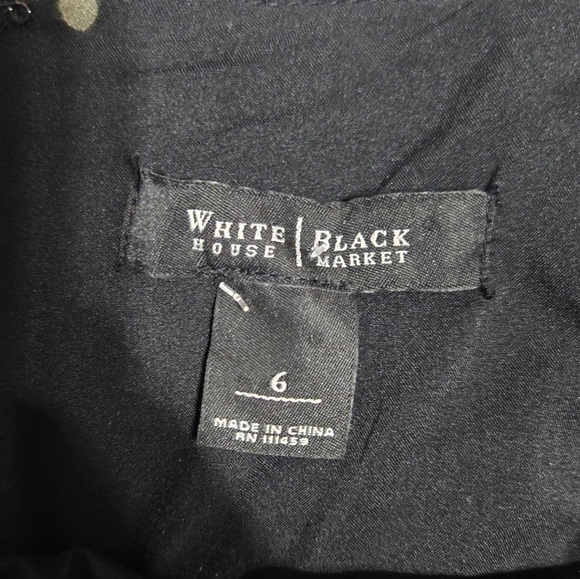 WHITE | BLACK
HOUSE | MARKET
6
MADE IN CHINA
RN 111459